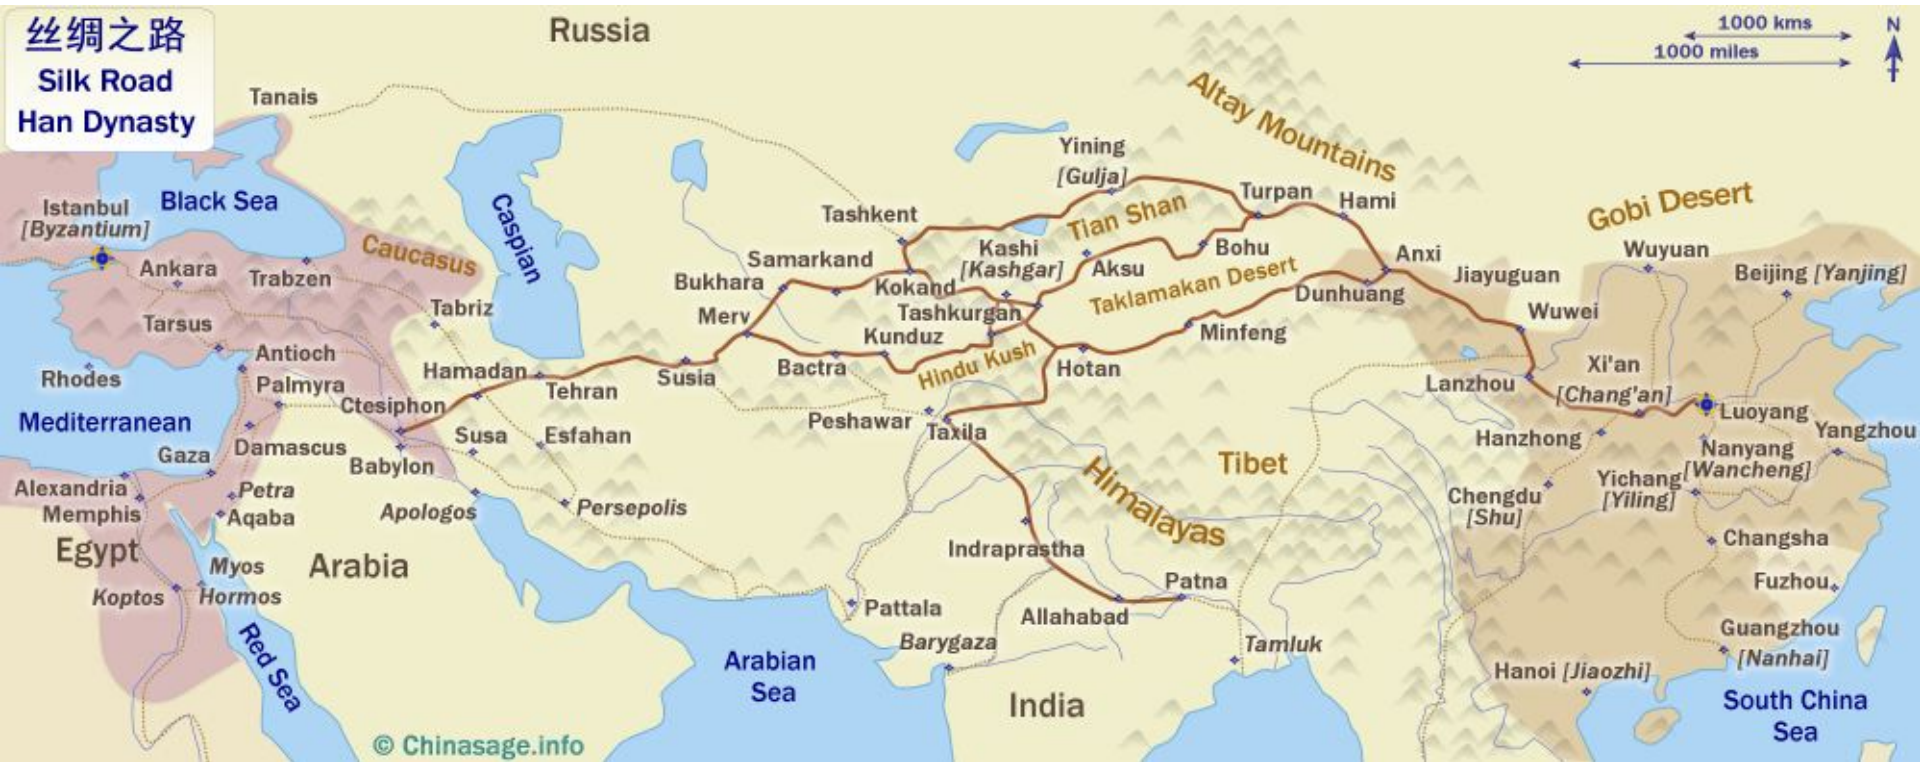 丝绸之路
Silk Road
Han Dynasty
Russia
1000 kms
1000 miles
N
Tanais
Altay Mountains
Yining
[Gulja]
Turpan
Hami
Gobi Desert
Black Sea
Istanbul
[Byzantium]
Caspian
Tashkent
Tian Shan
Caucasus
Ankara
Trabzen
Samarkand
Kashi
[Kashgar]
Aksu
Bohu
Anxi
Wuyuan
Beijing [Yanjing]
Bukhara
Kokand
Taklamakan Desert
Dunhuang
Jiayuguan
Tabriz
Merv
Tashkurgan
Tarsus
Kunduz
Minfeng
Wuwei
Antioch
Hamadan
Tehran
Susia
Bactra
Hindu Kush
Hotan
Rhodes
Palmyra
Xi'an
[Chang'an]
Lanzhou
Mediterranean
Ctesiphon
Peshawar
Taxila
Luoyang
Yangzhou
Gaza
Damascus
Susa
Esfahan
Hanzhong
Nanyang
[Wancheng]
Babylon
Himalayas
Tibet
Yichang
[Yiling]
Chengdu
[Shu]
Alexandria
Memphis
Petra
Aqaba
Apologos
Persepolis
Egypt
Arabia
Indraprastha
Changsha
Myos
Hormos
Koptos
Patna
Fuzhou
Pattala
Allahabad
Barygaza
Tamluk
Guangzhou
[Nanhai]
Red Sea
Arabian
Sea
India
Hanoi [Jiaozhi]
South China
Sea
© Chinasage.info